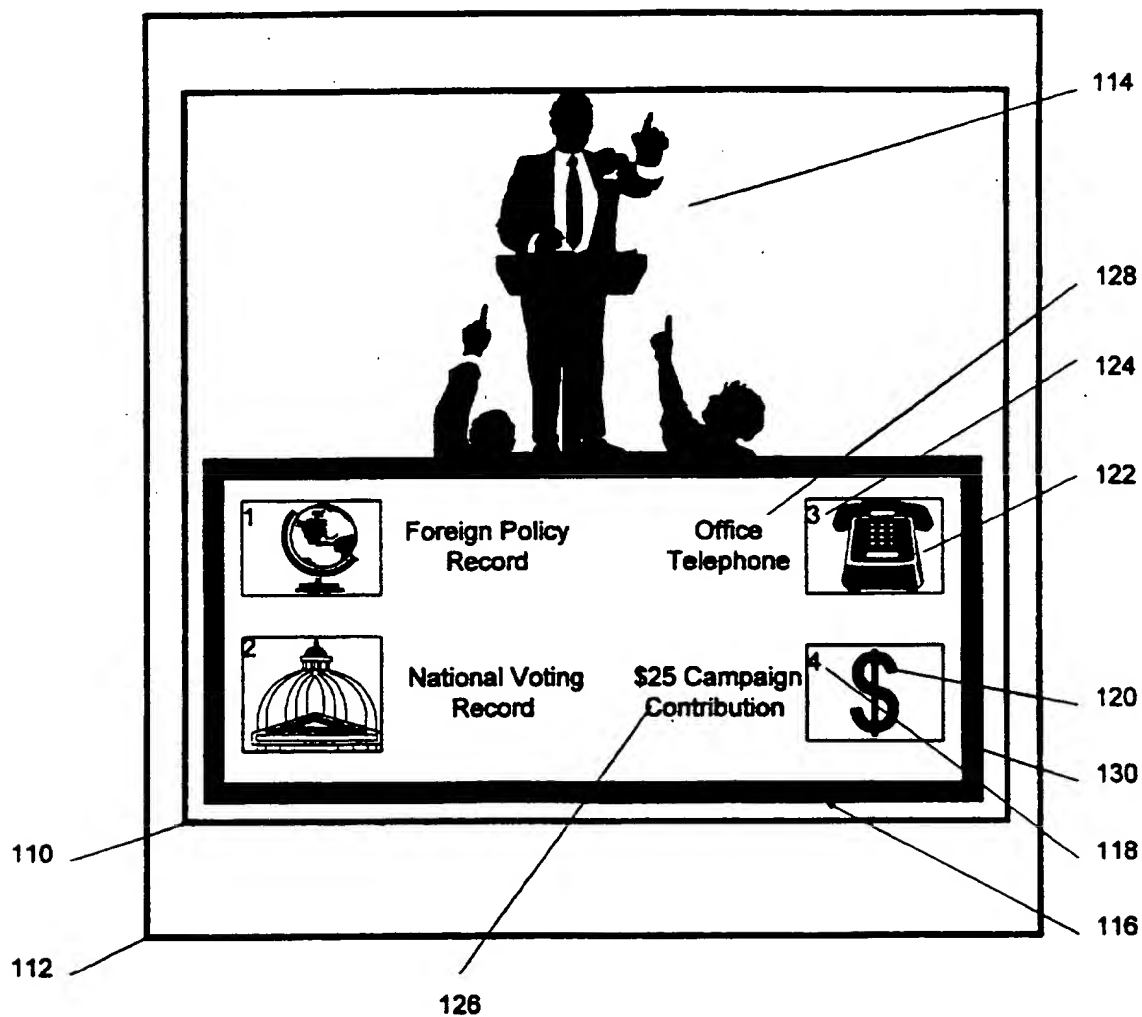 114
128
124
122
1
Foreign Policy
Record
Office
Telephone
3
2
National Voting
Record
$25 Campaign
Contribution
4
120
130
110
118
116
112
126